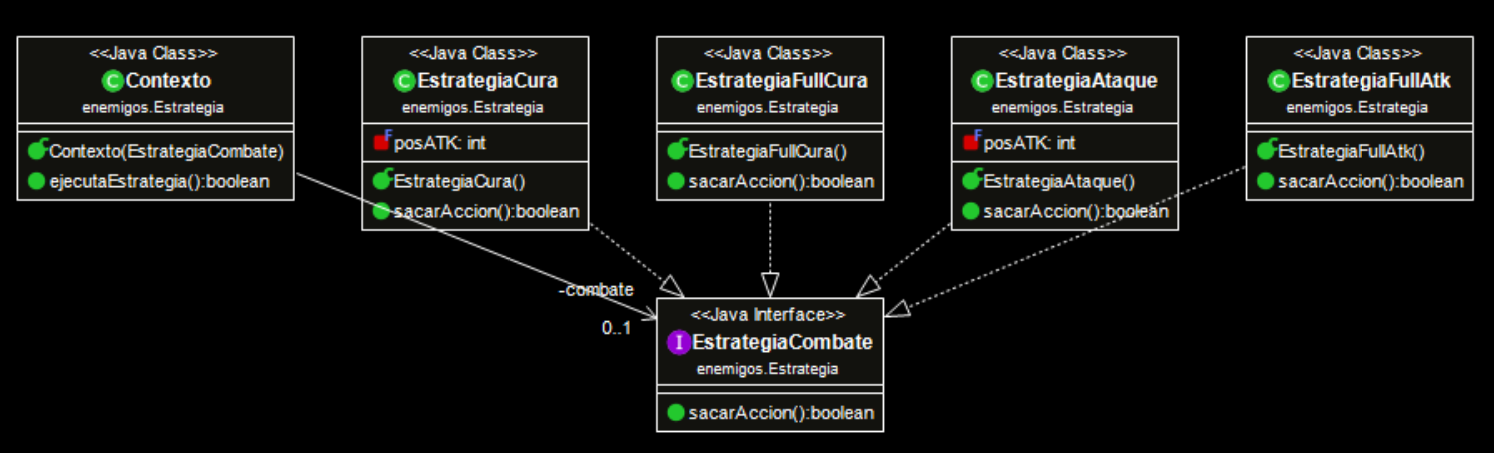 <<Java Class>>
Contexto
enemigos.Estrategia
Contexto(EstrategiaCombate)
ejecutaEstrategia():boolean
<<Java Class>>
EstrategiaCura
enemigos.Estrategia
posATK: int
EstrategiaCura()
sacarAccion():boolean
<<Java Class>>
EstrategiaFullCura
enemigos.Estrategia
EstrategiaFullCura()
sacarAccion():boolean
<<Java Class>>
EstrategiaAtaque
enemigos.Estrategia
posATK: int
EstrategiaAtaque()
sacarAccion():boolean
<<Java Class>>
EstrategiaFullAtk
enemigos.Estrategia
EstrategiaFullAtk()
sacarAccion():boolean
-combate
0..1
<<Java Interface>>
EstrategiaCombate
enemigos.Estrategia
sacarAccion():boolean